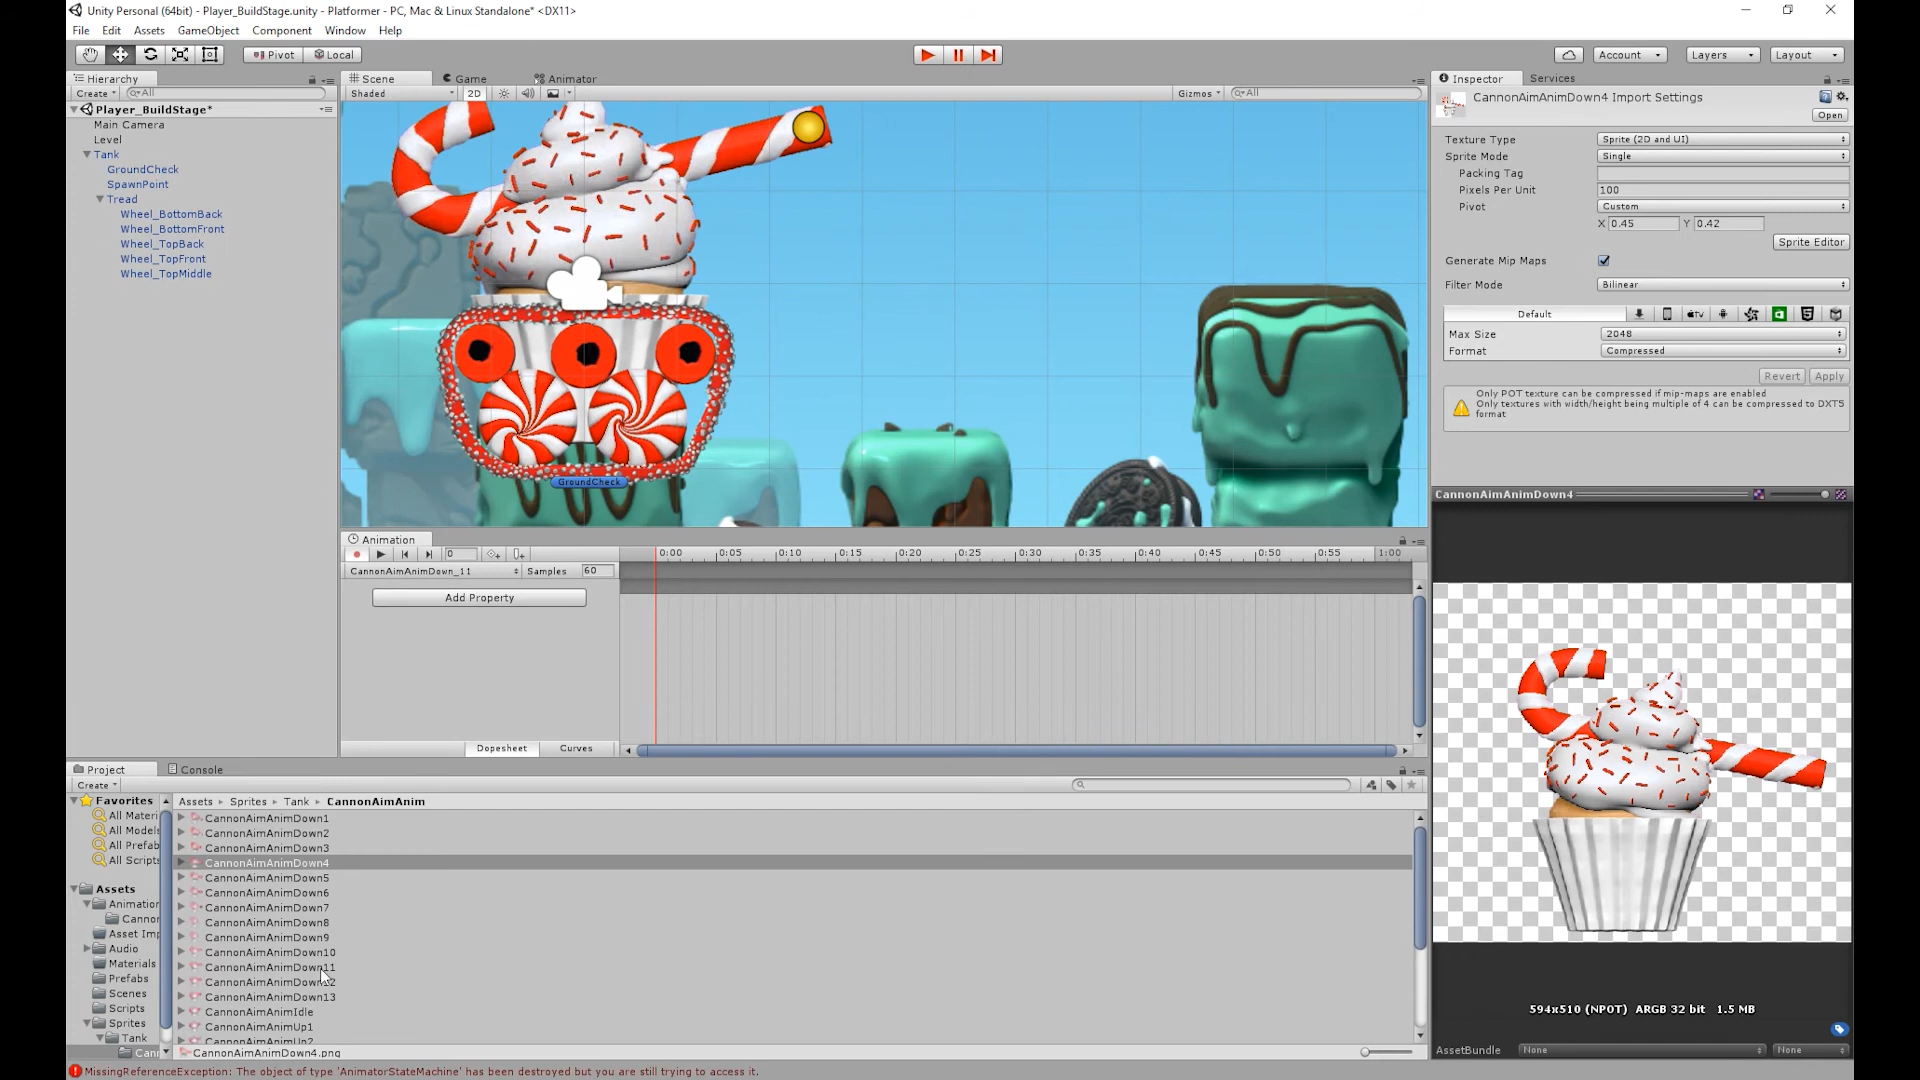 Unity Personal (64bit) - Player_BuildStage.unity - Platformer - PC, Mac & Linux Standalone* <DX11>
File Edit Assets GameObject Component Window Help
Pivot Local Account Layers Layout
Hierarchy
Create All
Player_BuildStage*
Main Camera
Level
Tank
GroundCheck
SpawnPoint
Tread
Wheel_BottomBack
Wheel_BottomFront
Wheel_TopBack
Wheel_TopFront
Wheel_TopMiddle
Scene Game Animator
Shaded 2D Gizmos All
GroundCheck
Animation
0 0:00 0:05 0:10 0:15 0:20 0:25 0:30 0:35 0:40 0:45 0:50 0:55 1:00
CannonAimAnimDown_11 Samples 60
Add Property
Dopesheet Curves
Project Console
Create
Favorites
All Materi
All Models
All Prefab
All Scripts
Assets
Animation
Cannon
Asset Imp
Audio
Materials
Prefabs
Scenes
Scripts
Sprites
Tank
Cann
Assets Sprites Tank CannonAimAnim
CannonAimAnimDown1
CannonAimAnimDown2
CannonAimAnimDown3
CannonAimAnimDown4
CannonAimAnimDown5
CannonAimAnimDown6
CannonAimAnimDown7
CannonAimAnimDown8
CannonAimAnimDown9
CannonAimAnimDown10
CannonAimAnimDown11
CannonAimAnimDown12
CannonAimAnimDown13
CannonAimAnimIdle
CannonAimAnimUp1
CannonAimAnimUp2
CannonAimAnimDown4.png
MissingReferenceException: The object of type 'AnimatorStateMachine' has been destroyed but you are still trying to access it.
Inspector Services
CannonAimAnimDown4 Import Settings
Open
Texture Type Sprite (2D and UI)
Sprite Mode Single
Packing Tag
Pixels Per Unit 100
Pivot Custom
X 0.45 Y 0.42
Sprite Editor
Generate Mip Maps
Filter Mode Bilinear
Default
Max Size 2048
Format Compressed
Revert Apply
Only POT texture can be compressed if mip-maps are enabled
Only textures with width/height being multiple of 4 can be compressed to DXT5
format
CannonAimAnimDown4
594x510 (NPOT) ARGB 32 bit 1.5 MB
AssetBundle None None